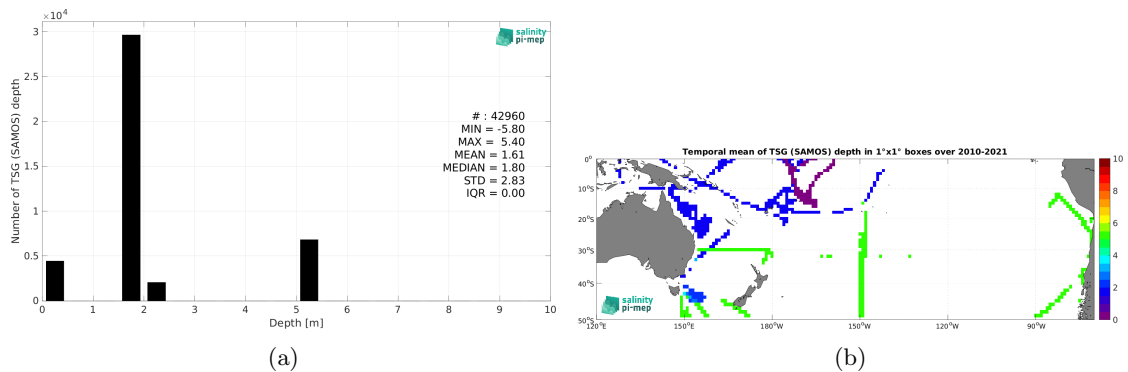 ×10⁴
3
2.5
2
1.5
1
0.5
0
Number of TSG (SAMOS) depth
salinity
pi-mep
# : 42960
MIN = -5.80
MAX = 5.40
MEAN = 1.61
MEDIAN = 1.80
STD = 2.83
IQR = 0.00
0 1 2 3 4 5 6 7 8 9 10
Depth [m]
(a)
Temporal mean of TSG (SAMOS) depth in 1°x1° boxes over 2010-2021
0°
10°S
20°S
30°S
40°S
50°S
120°E 150°E 180°W 150°W 120°W 90°W
salinity
pi-mep
10
8
6
4
2
0
(b)